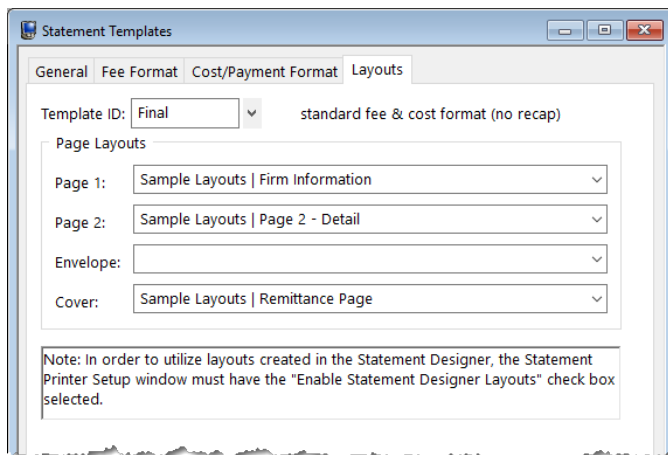 Statement Templates
General Fee Format Cost/Payment Format Layouts
Template ID: Final standard fee & cost format (no recap)
Page Layouts
Page 1: Sample Layouts | Firm Information
Page 2: Sample Layouts | Page 2 - Detail
Envelope:
Cover: Sample Layouts | Remittance Page
Note: In order to utilize layouts created in the Statement Designer, the Statement
Printer Setup window must have the "Enable Statement Designer Layouts" check box
selected.